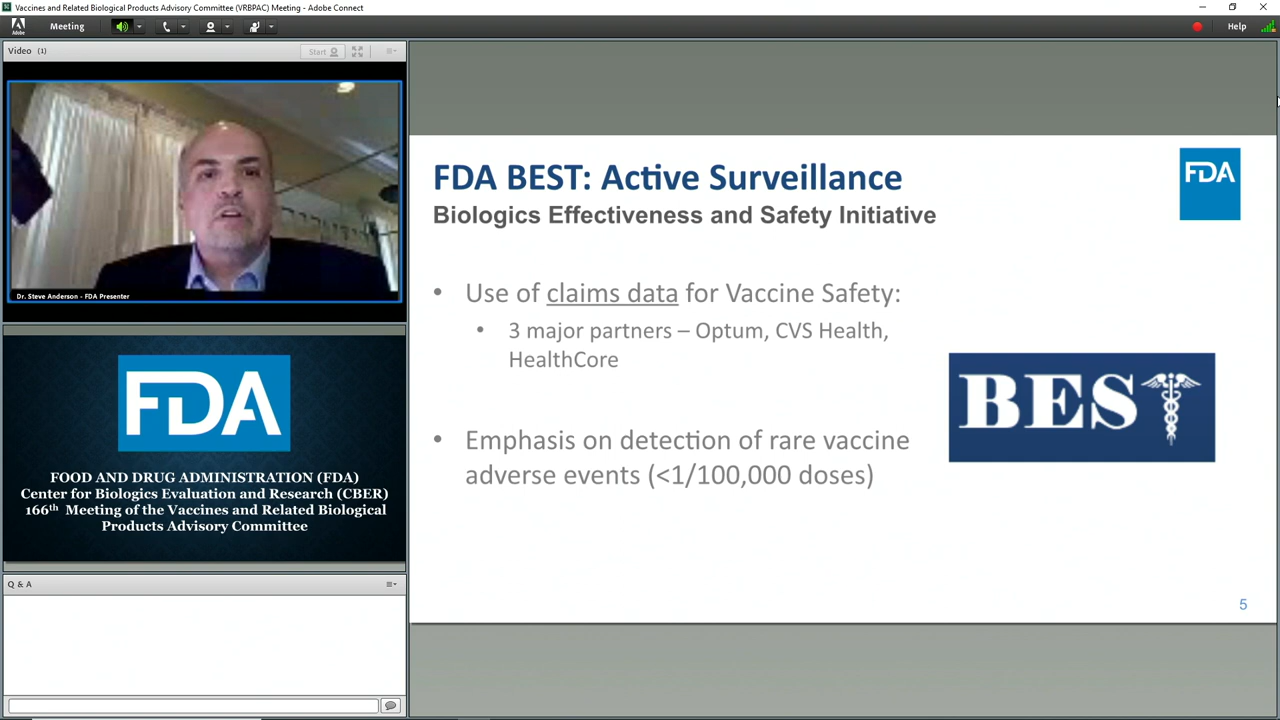 Vaccines and Related Biological Products Advisory Committee (VRBPAC) Meeting - Adobe Connect
Adobe
Meeting
Help
Video (1)
Start
Dr. Steve Anderson - FDA Presenter
FDA
FOOD AND DRUG ADMINISTRATION (FDA)
Center for Biologics Evaluation and Research (CBER)
166th Meeting of the Vaccines and Related Biological
Products Advisory Committee
Q & A
FDA BEST: Active Surveillance
Biologics Effectiveness and Safety Initiative
FDA
• Use of claims data for Vaccine Safety:
• 3 major partners – Optum, CVS Health,
HealthCore
• Emphasis on detection of rare vaccine
adverse events (<1/100,000 doses)
BEST
5